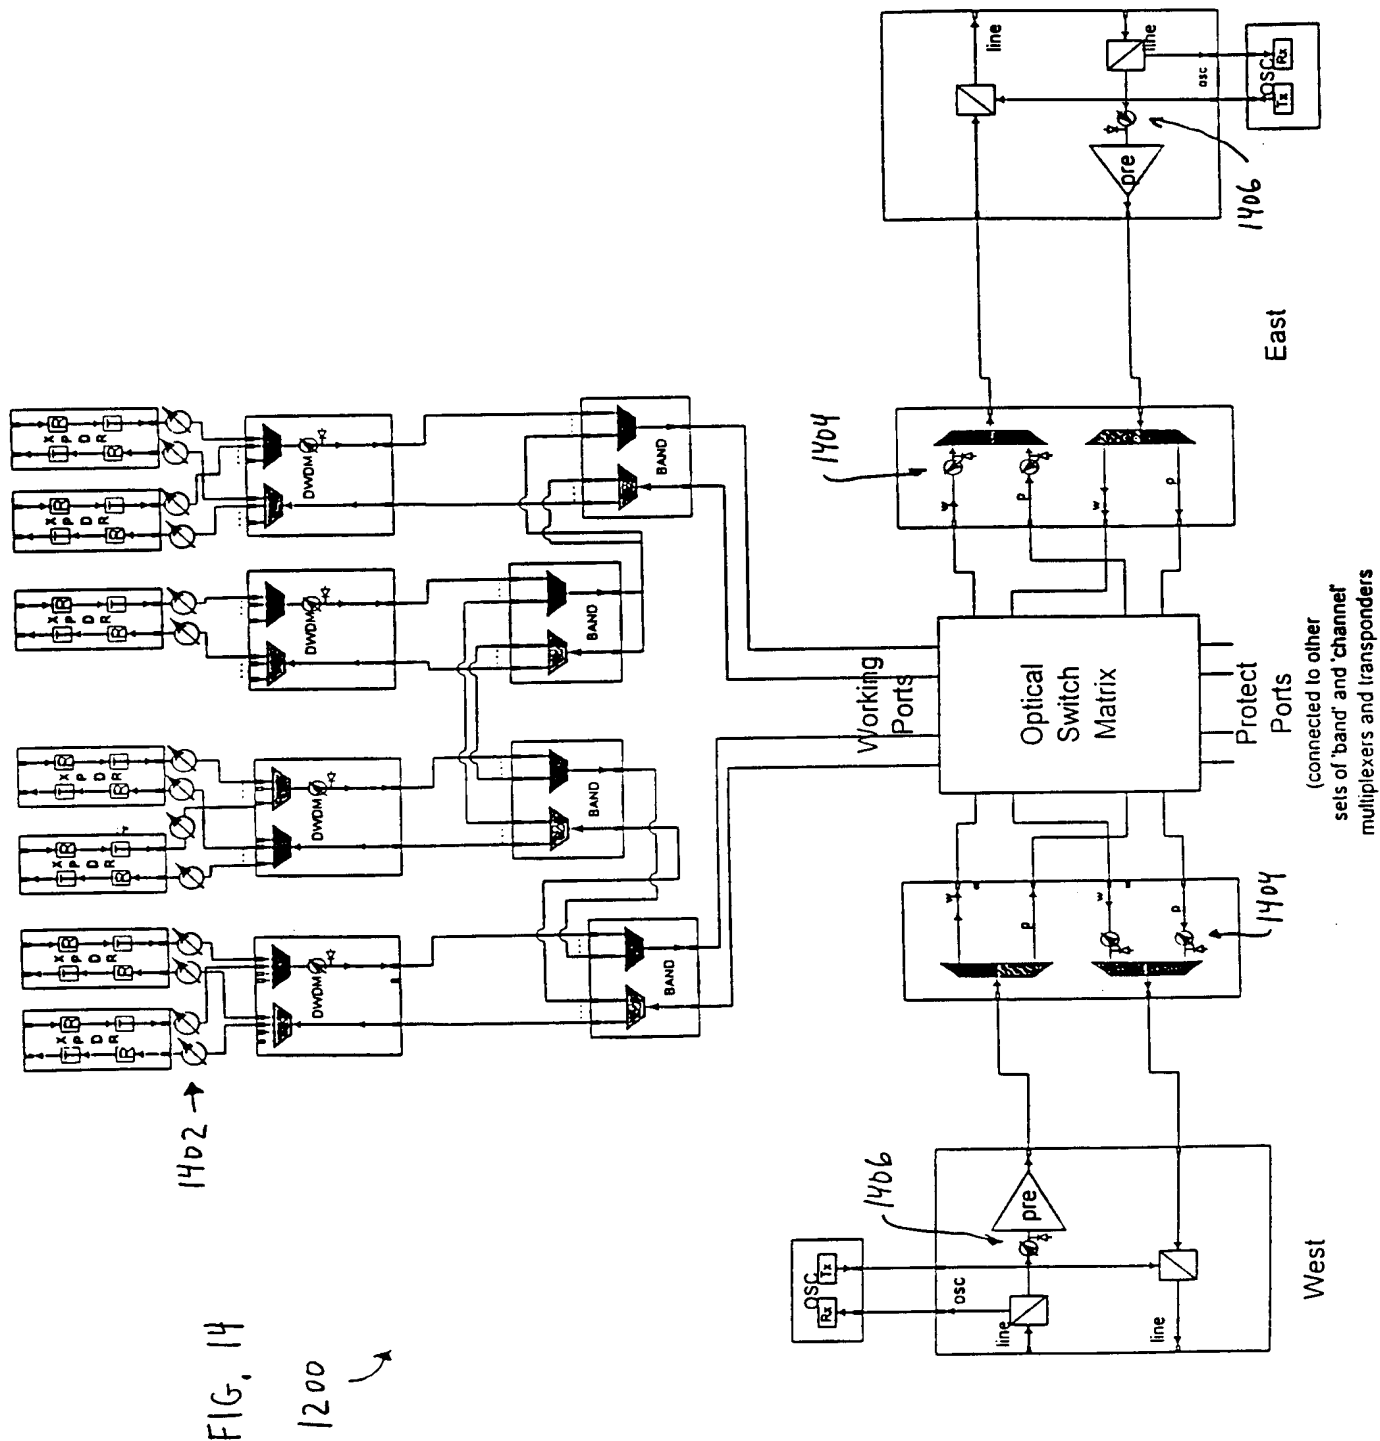 FIG. 14
1200
1402
X P D R
R T
T R
X P D R
R T
T R
X P D R
R T
T R
X P D R
R T
T R
X P D R
R T
T R
X P D R
R T
T R
X P D R
R T
T R
DWDM
DWDM
DWDM
DWDM
BAND
BAND
BAND
BAND
Working
Ports
Optical
Switch
Matrix
Protect
Ports
(connected to other
sets of 'band' and 'channel'
multiplexers and transponders
1404
w
p
w
p
1404
w
p
w
p
West
1406
OSC
Rx
Tx
osc
line
line
pre
East
1406
OSC
Tx
Rx
osc
line
line
pre